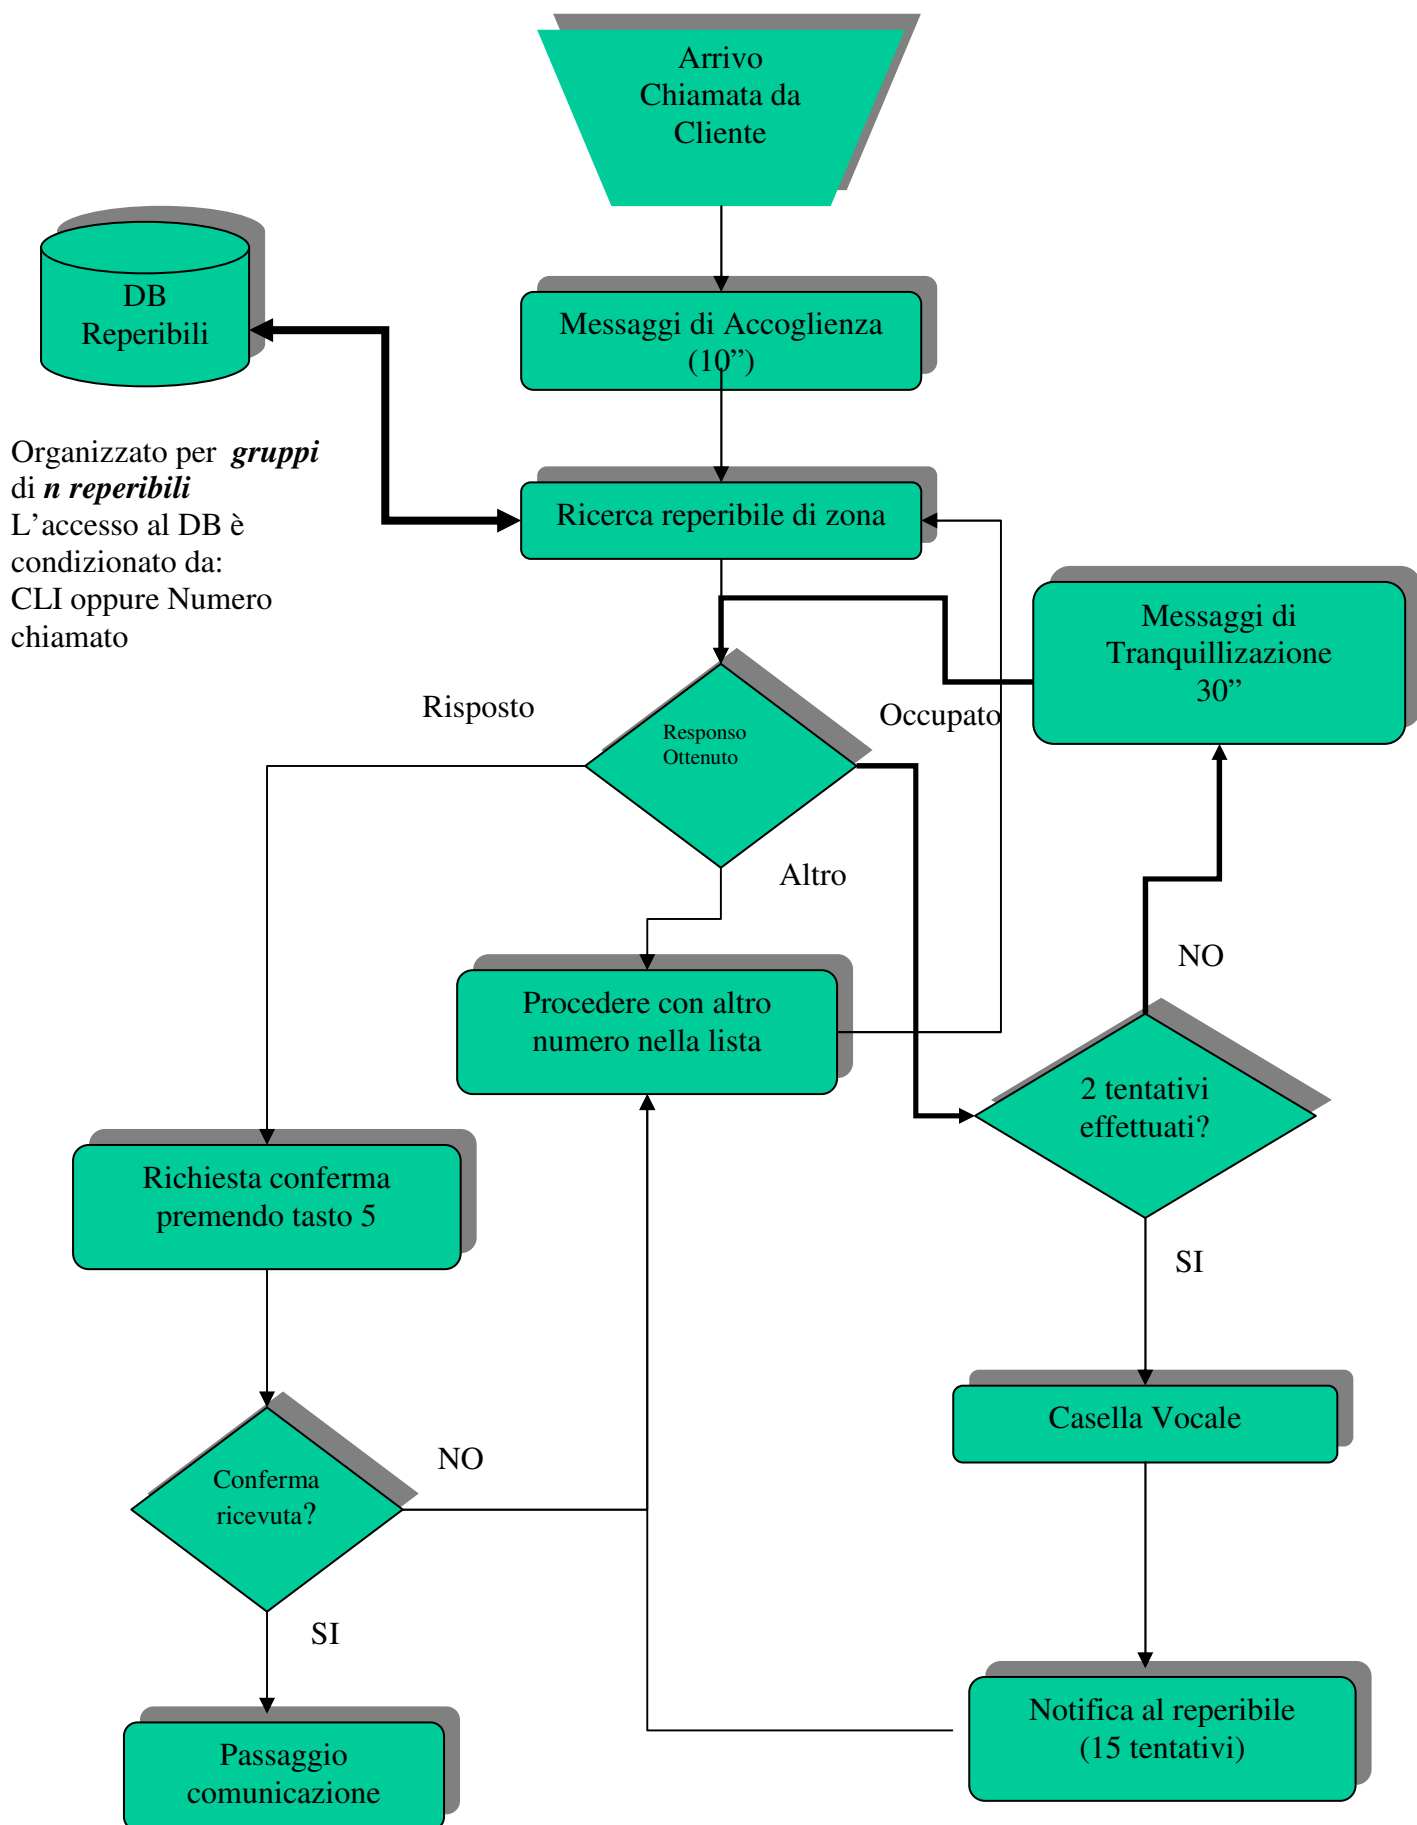 Arrivo
Chiamata da
Cliente
DB
Reperibili
Messaggi di Accoglienza
(10”)
Organizzato per gruppi
di n reperibili
L’accesso al DB è
condizionato da:
CLI oppure Numero
chiamato
Ricerca reperibile di zona
Messaggi di
Tranquillizazione
30”
Risposto
Occupato
Responso
Ottenuto
Altro
NO
Procedere con altro
numero nella lista
2 tentativi
effettuati?
Richiesta conferma
premendo tasto 5
SI
Casella Vocale
NO
Conferma
ricevuta?
SI
Notifica al reperibile
(15 tentativi)
Passaggio
comunicazione